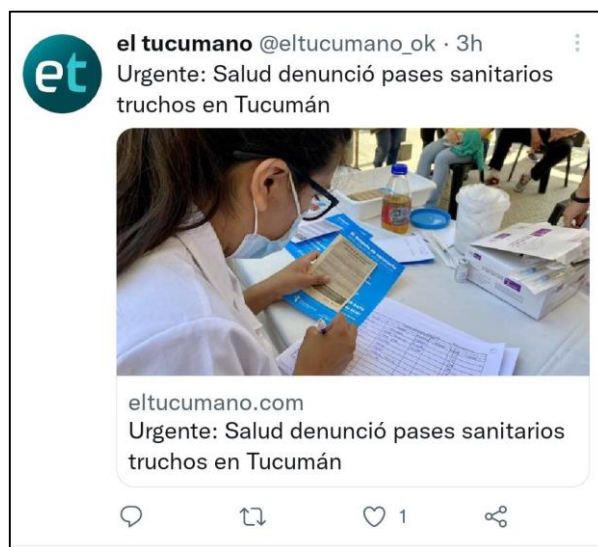 et
el tucumano @eltucumano_ok · 3h
Urgente: Salud denunció pases sanitarios
truchos en Tucumán
eltucumano.com
Urgente: Salud denunció pases sanitarios
truchos en Tucumán
1